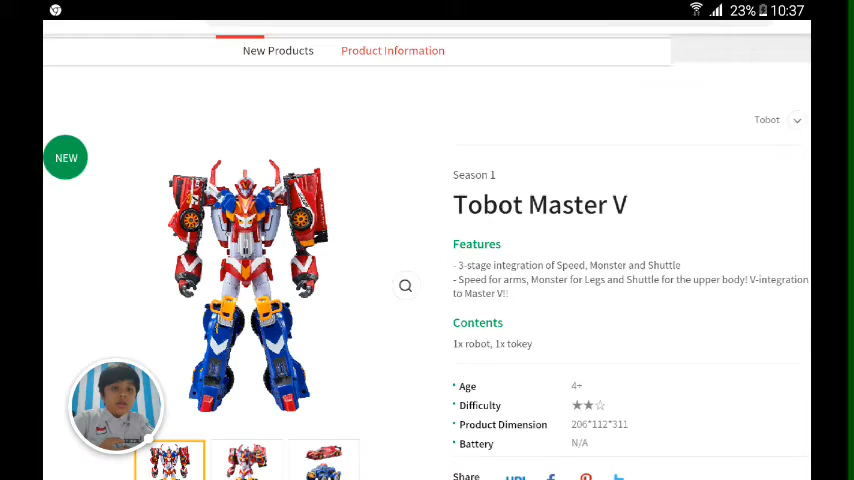 23% 10:37
New Products Product Information
Tobot
NEW
Season 1
Tobot Master V
Features
- 3-stage integration of Speed, Monster and Shuttle
- Speed for arms, Monster for Legs and Shuttle for the upper body! V-integration
to Master V!!
Contents
1x robot, 1x tokey
Age 4+
Difficulty ★★☆
Product Dimension 206*112*311
Battery N/A
Share URL